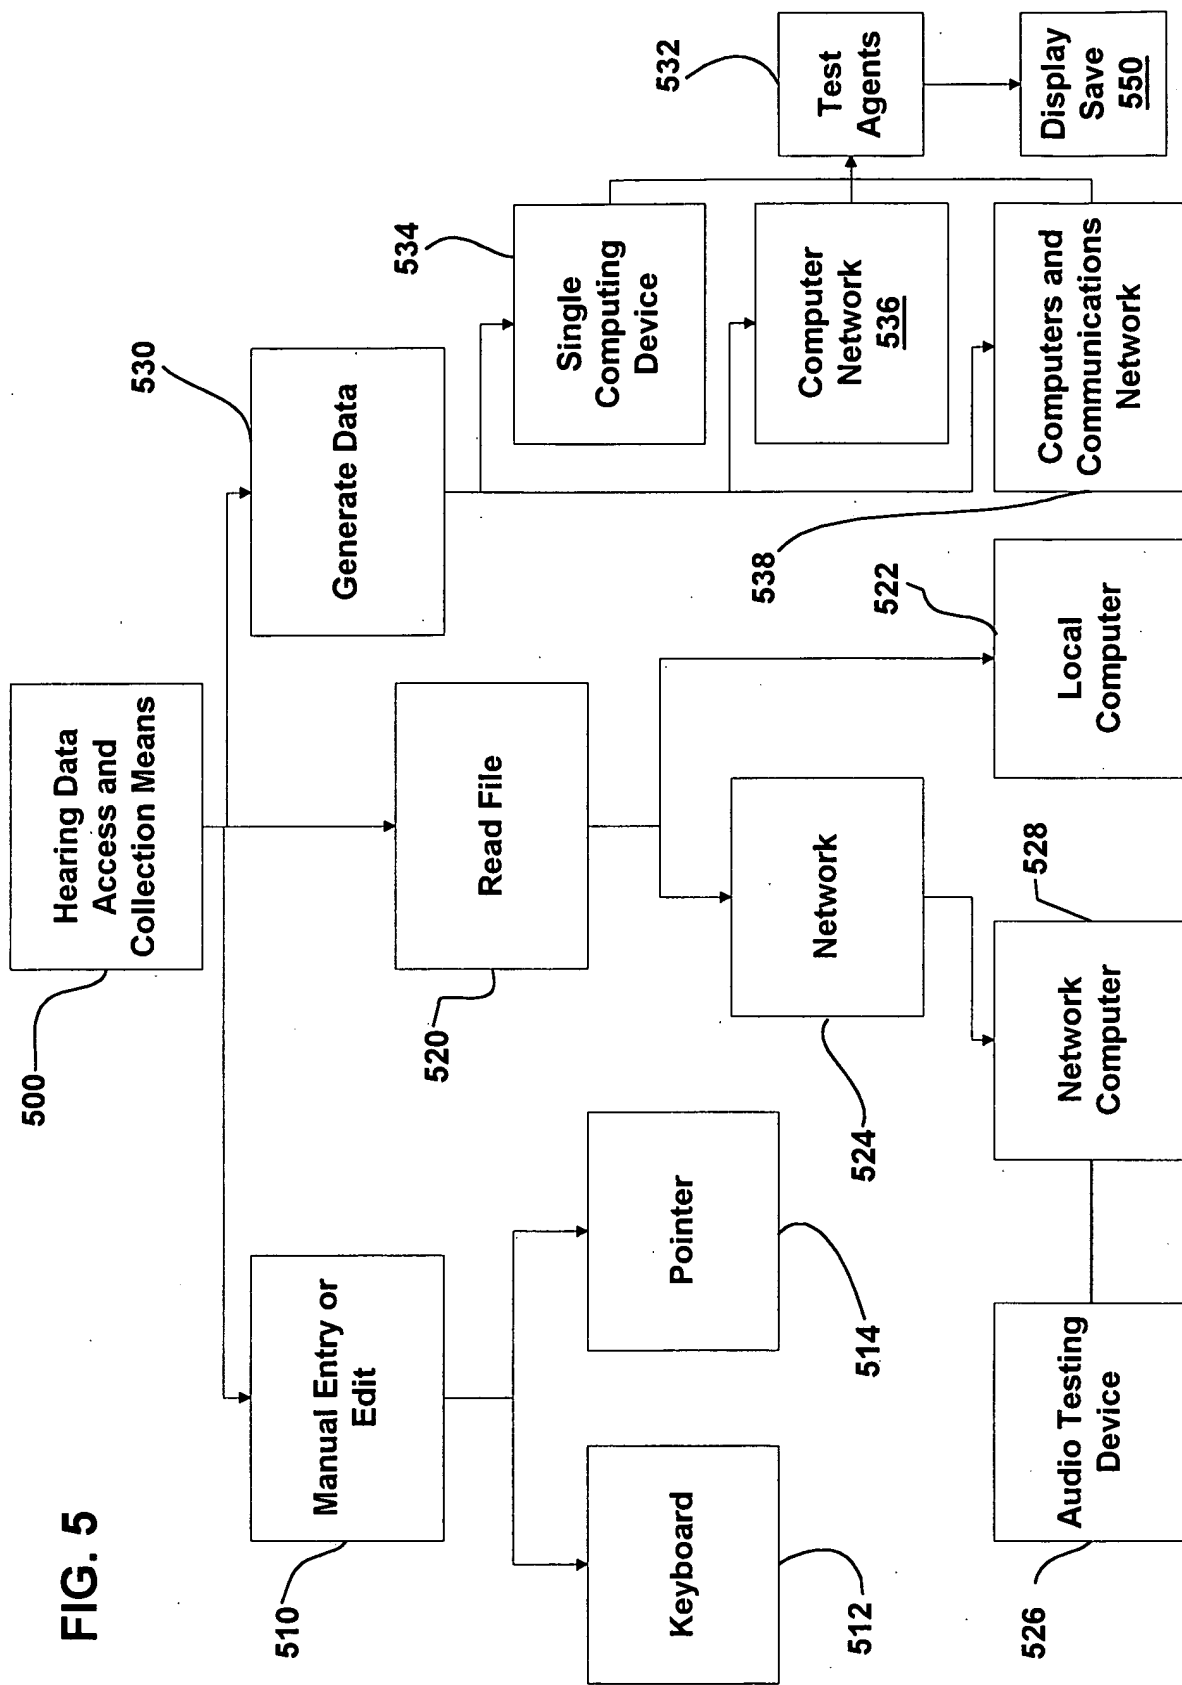 FIG. 5
500
Hearing Data
Access and
Collection Means
510
Manual Entry or
Edit
520
Read File
530
Generate Data
Keyboard
512
Pointer
514
Network
524
Local
Computer
522
Audio Testing
Device
526
Network
Computer
528
534
Single
Computing
Device
Computer
Network
536
Computers and
Communications
Network
538
532
Test
Agents
Display
Save
550